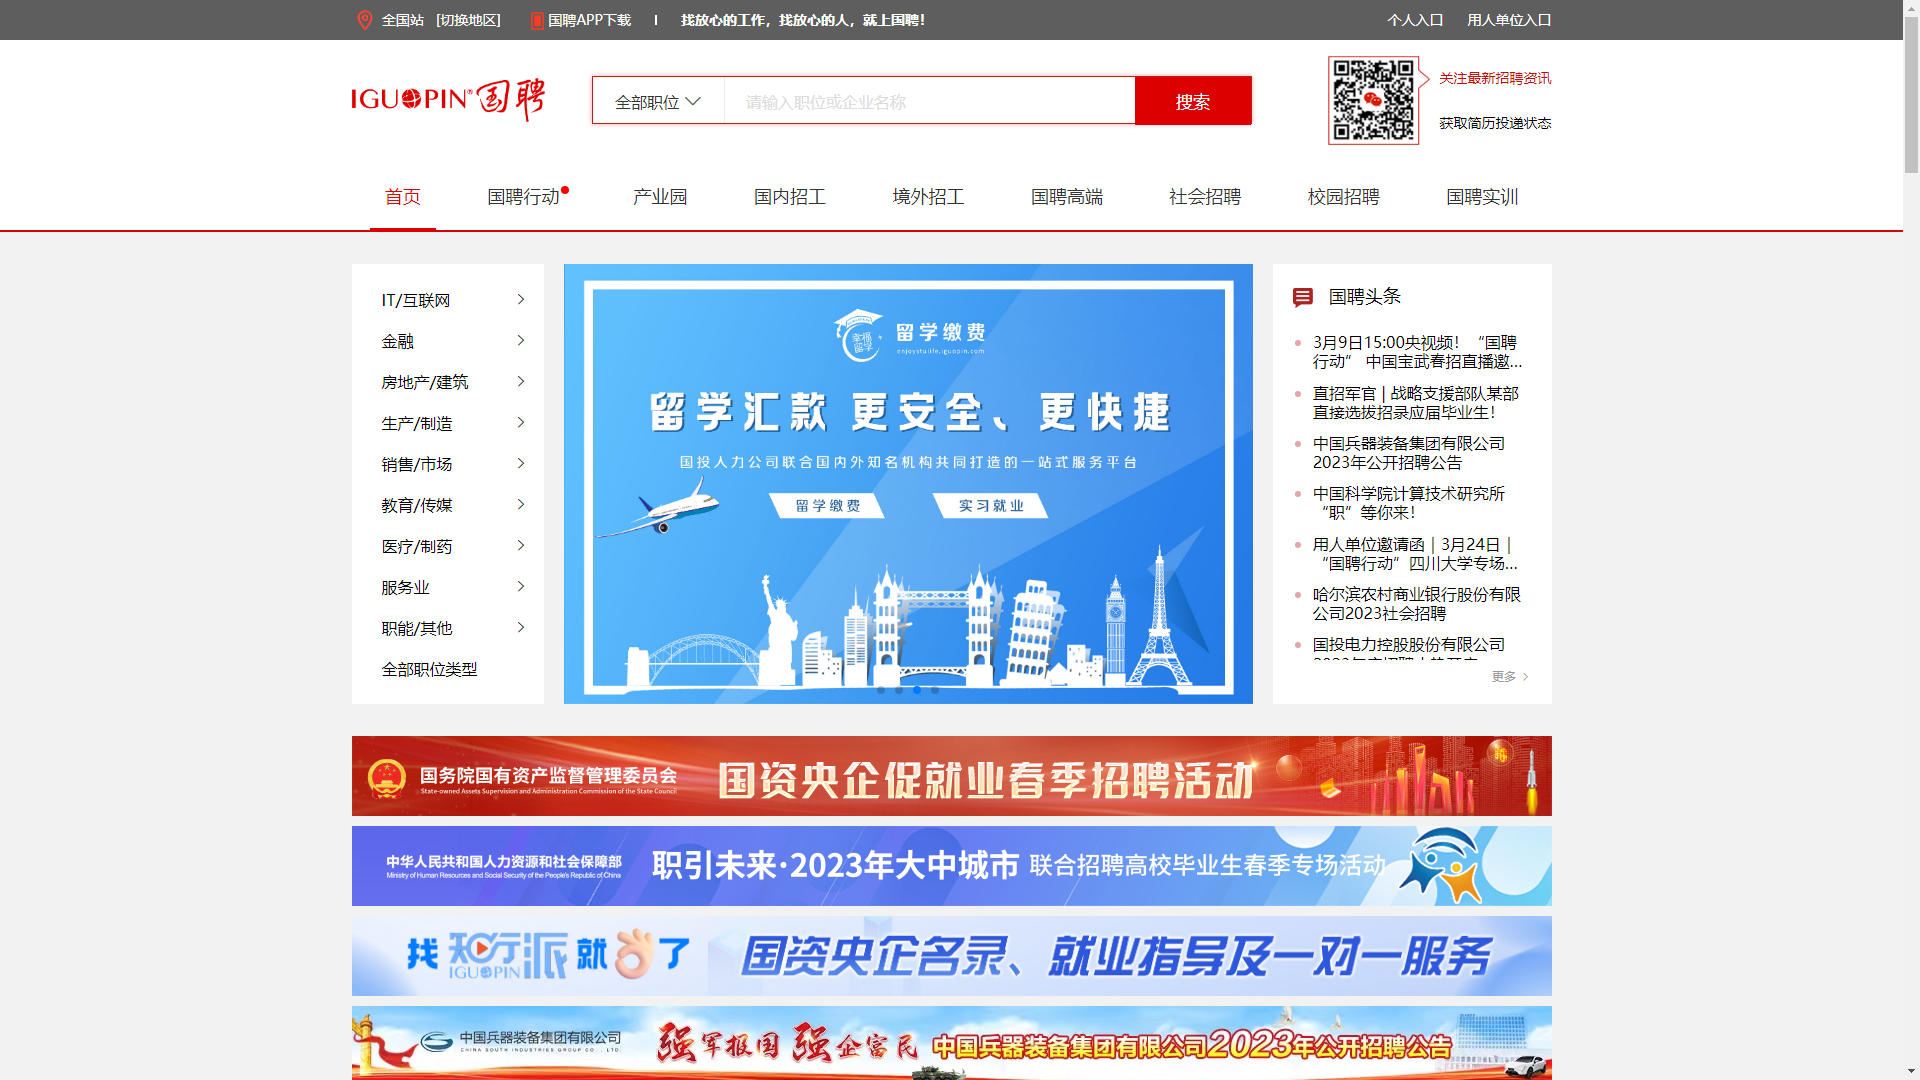 全国站 [切换地区] 国聘APP下载 I 找放心的工作，找放心的人，就上国聘！ 个人入口 用人单位入口
IGUOPIN® 国聘 全部职位 请输入职位或企业名称 搜索
关注最新招聘资讯
获取简历投递状态
首页 国聘行动 产业园 国内招工 境外招工 国聘高端 社会招聘 校园招聘 国聘实训
IT/互联网
金融
房地产/建筑
生产/制造
销售/市场
教育/传媒
医疗/制药
服务业
职能/其他
全部职位类型
幸福留学 留学缴费
enjoystulife.iguopin.com
留学汇款 更安全、更快捷
国投人力公司联合国内外知名机构共同打造的一站式服务平台
留学缴费 实习就业
国聘头条
3月9日15:00央视频！“国聘
行动” 中国宝武春招直播邀...
直招军官 | 战略支援部队某部
直接选拔招录应届毕业生！
中国兵器装备集团有限公司
2023年公开招聘公告
中国科学院计算技术研究所
“职”等你来！
用人单位邀请函｜3月24日｜
“国聘行动”四川大学专场...
哈尔滨农村商业银行股份有限
公司2023社会招聘
国投电力控股股份有限公司
更多
国务院国有资产监督管理委员会
State-owned Assets Supervision and Administration Commission of the State Council
国资央企促就业春季招聘活动
中华人民共和国人力资源和社会保障部
Ministry of Human Resources and Social Security of the People's Republic of China
职引未来·2023年大中城市 联合招聘高校毕业生春季专场活动
找知行派就了 国资央企名录、就业指导及一对一服务
IGUOPIN
中国兵器装备集团有限公司
CHINA SOUTH INDUSTRIES GROUP CO., LTD.
强军报国 强企富民 中国兵器装备集团有限公司2023年公开招聘公告